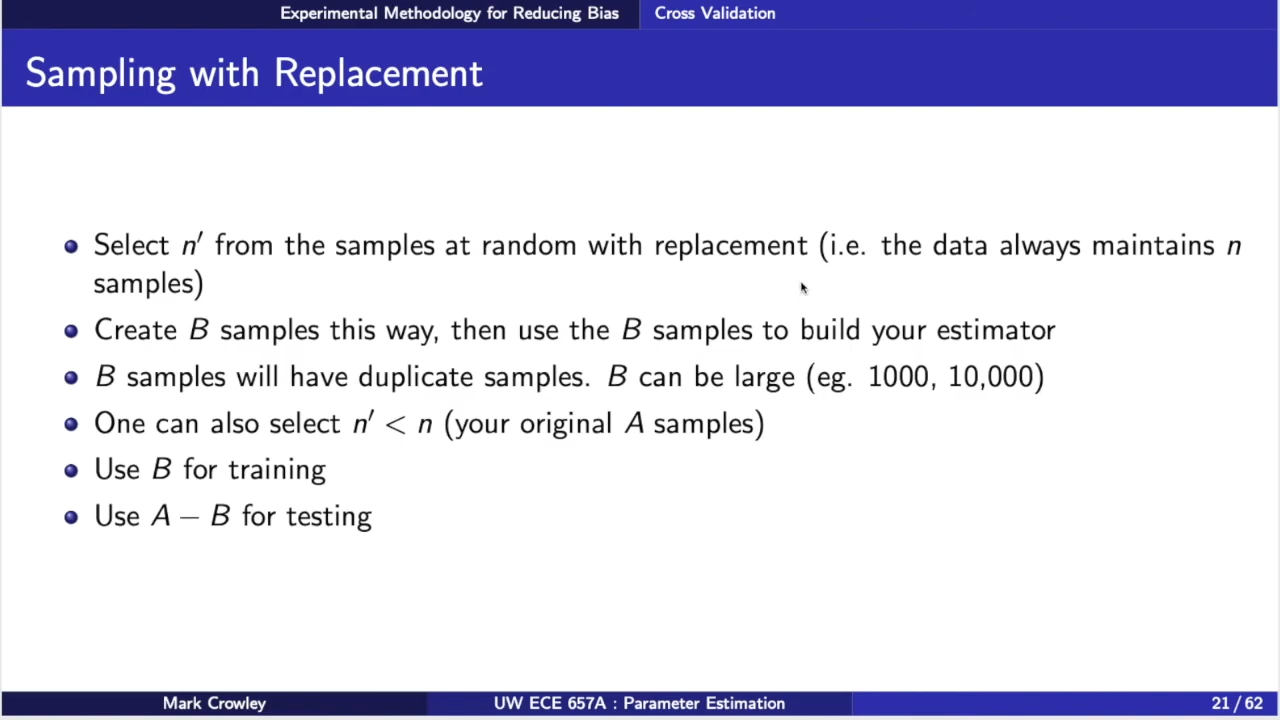 Experimental Methodology for Reducing Bias Cross Validation
Sampling with Replacement
Select n′ from the samples at random with replacement (i.e. the data always maintains n
samples)
Create B samples this way, then use the B samples to build your estimator
B samples will have duplicate samples. B can be large (eg. 1000, 10,000)
One can also select n′ < n (your original A samples)
Use B for training
Use A − B for testing
Mark Crowley UW ECE 657A : Parameter Estimation 21 / 62